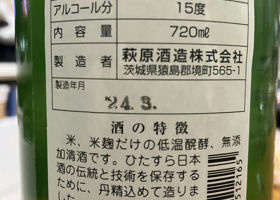 アルコール分 15度
内容量 720ml
製造者 萩原酒造株式会社
茨城県猿島郡境町565-1
製造年月
24.3.
酒の特徴
米、米麹だけの低温醗酵、無添
加清酒です。ひたすら日本
酒の伝統と技術を保存する
ために、丹精込めて造りま
した
512165